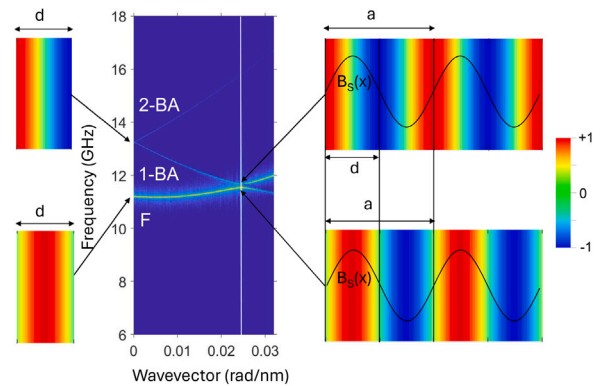 d
d
Frequency (GHz)
18
16
14
12
10
8
6
2-BA
1-BA
F
0
0.01
0.02
0.03
Wavevector (rad/nm)
a
Bs(x)
d
a
Bs(x)
+1
0
-1